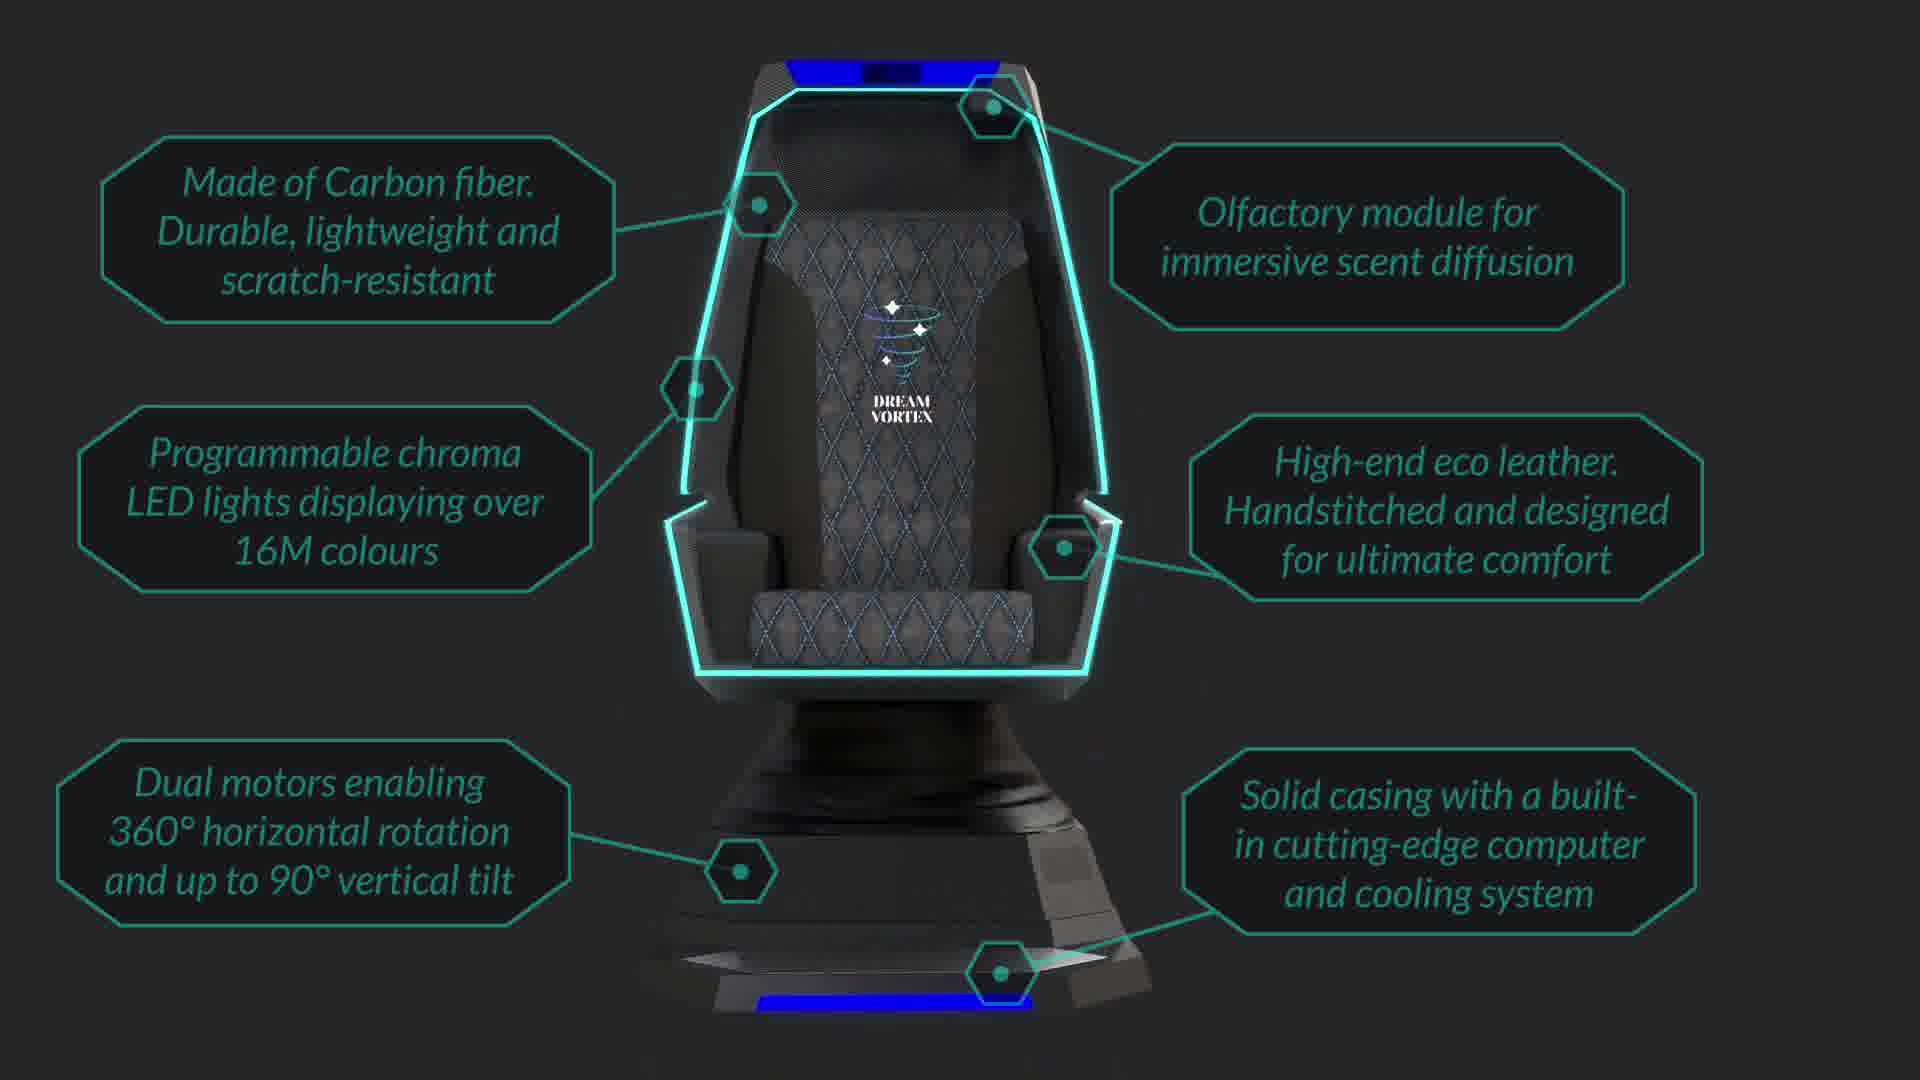 Made of Carbon fiber.
Durable, lightweight and
scratch-resistant
Olfactory module for
immersive scent diffusion
DREAM
VORTEX
Programmable chroma
LED lights displaying over
16M colours
High-end eco leather.
Handstitched and designed
for ultimate comfort
Dual motors enabling
360° horizontal rotation
and up to 90° vertical tilt
Solid casing with a built-
in cutting-edge computer
and cooling system